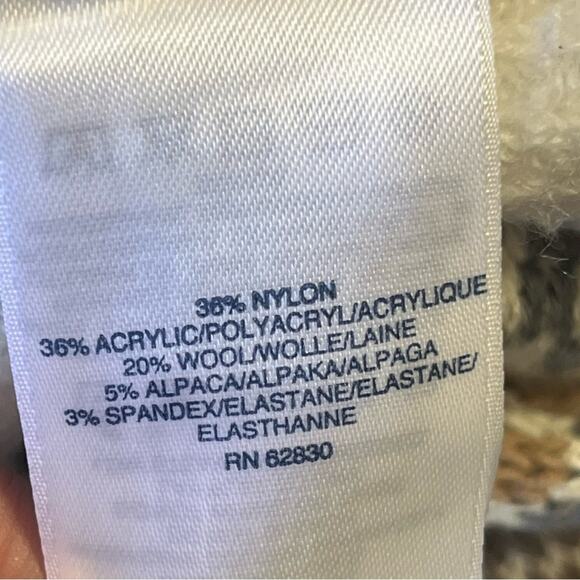 36% NYLON
36% ACRYLIC/POLYACRYL/ACRYLIQUE
20% WOOL/WOLLE/LAINE
5% ALPACA/ALPAKA/ALPAGA
3% SPANDEX/ELASTANE/ELASTANE/
ELASTHANNE
RN 62830